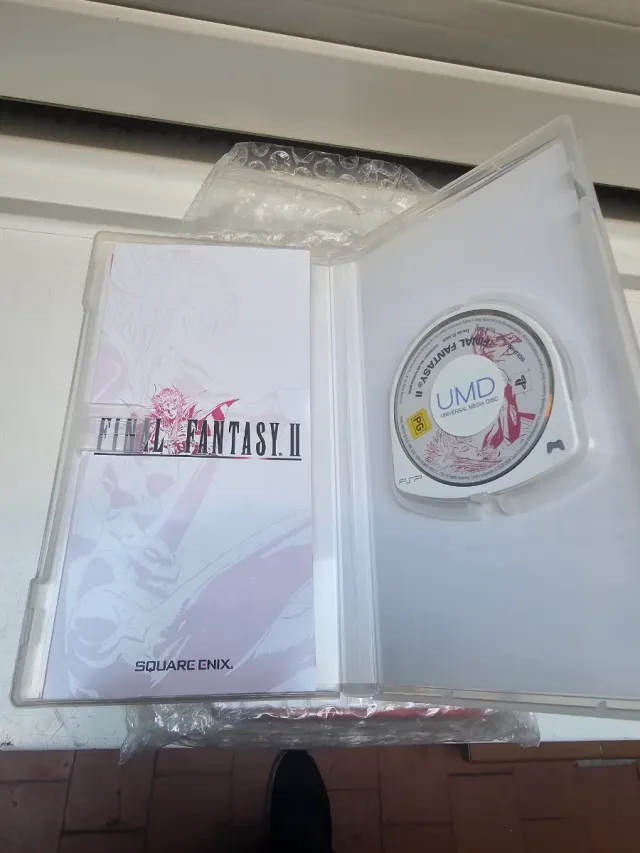 FINAL FANTASY. II
SQUARE ENIX.
FINAL FANTASY® II
UMD
UNIVERSAL MEDIA DISC
PG
PSP